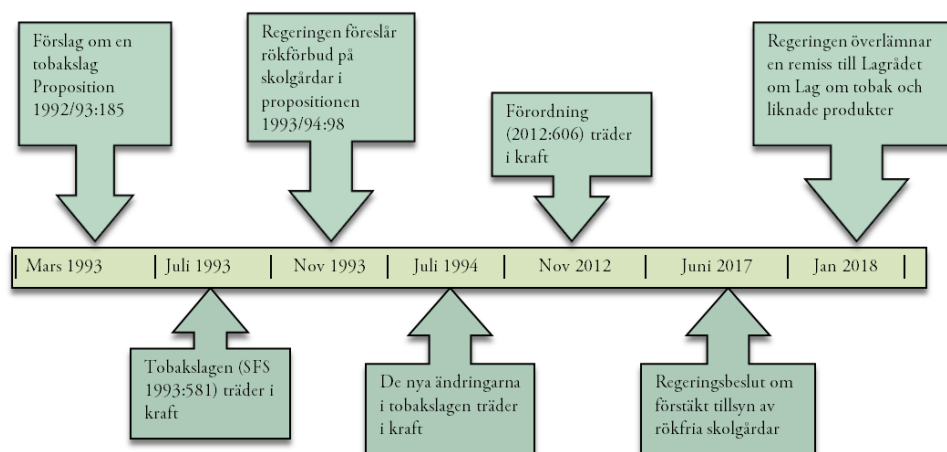 Förslag om en
tobakslag
Proposition
1992/93:185
Regeringen föreslår
rökförbud på
skolgårdar i
propositionen
1993/94:98
Förordning
(2012:606) träder
i kraft
Regeringen överlämnar
en remiss till Lagrådet
om Lag om tobak och
liknade produkter
Mars 1993
Juli 1993
Nov 1993
Juli 1994
Nov 2012
Juni 2017
Jan 2018
Tobakslagen (SFS
1993:581) träder i
kraft
De nya ändringarna
i tobakslagen träder
i kraft
Regeringsbeslut om
förstäkt tillsyn av
rökfria skolgårdar